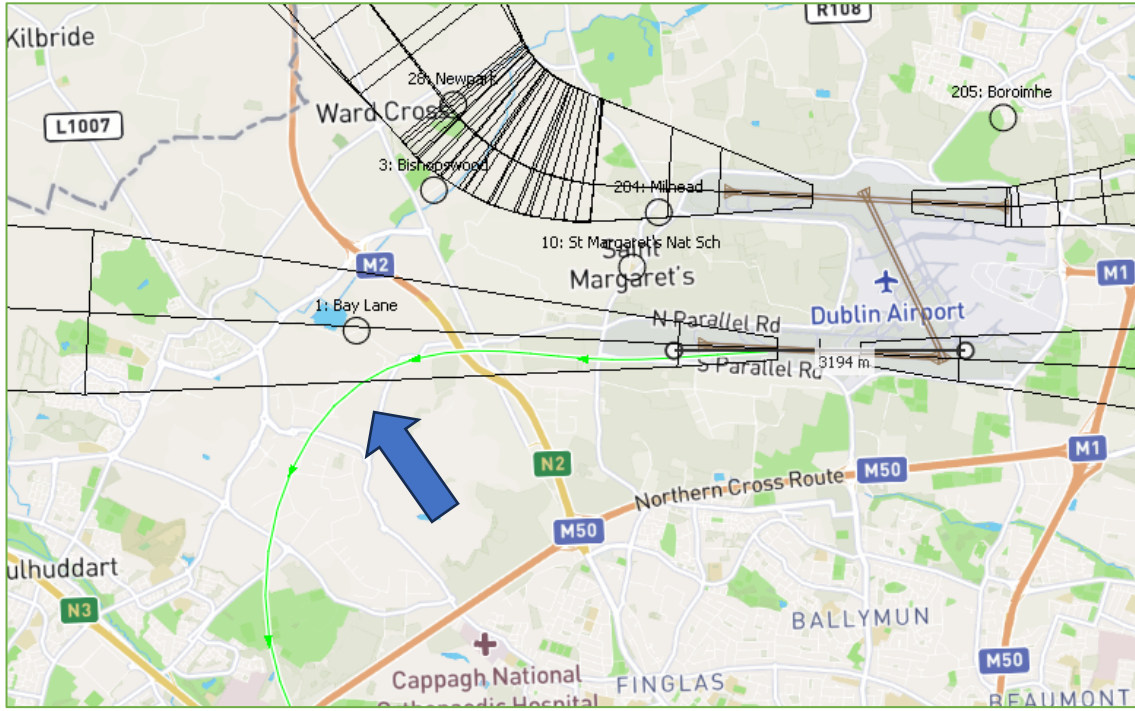 Kilbride
R108
28: Newpark
205: Boroimhe
Ward Cross
L1007
3: Bishopswood
204: Milhead
10: St Margaret's Nat Sch
Saint
Margaret's
M2
M1
1: Bay Lane
N Parallel Rd
Dublin Airport
S Parallel Rd
3194 m
M1
N2
M50
Northern Cross Route
M50
ulhuddart
N3
BALLYMUN
M50
Cappagh National
Orthopaedic Hospital
FINGLAS
BEAUMONT